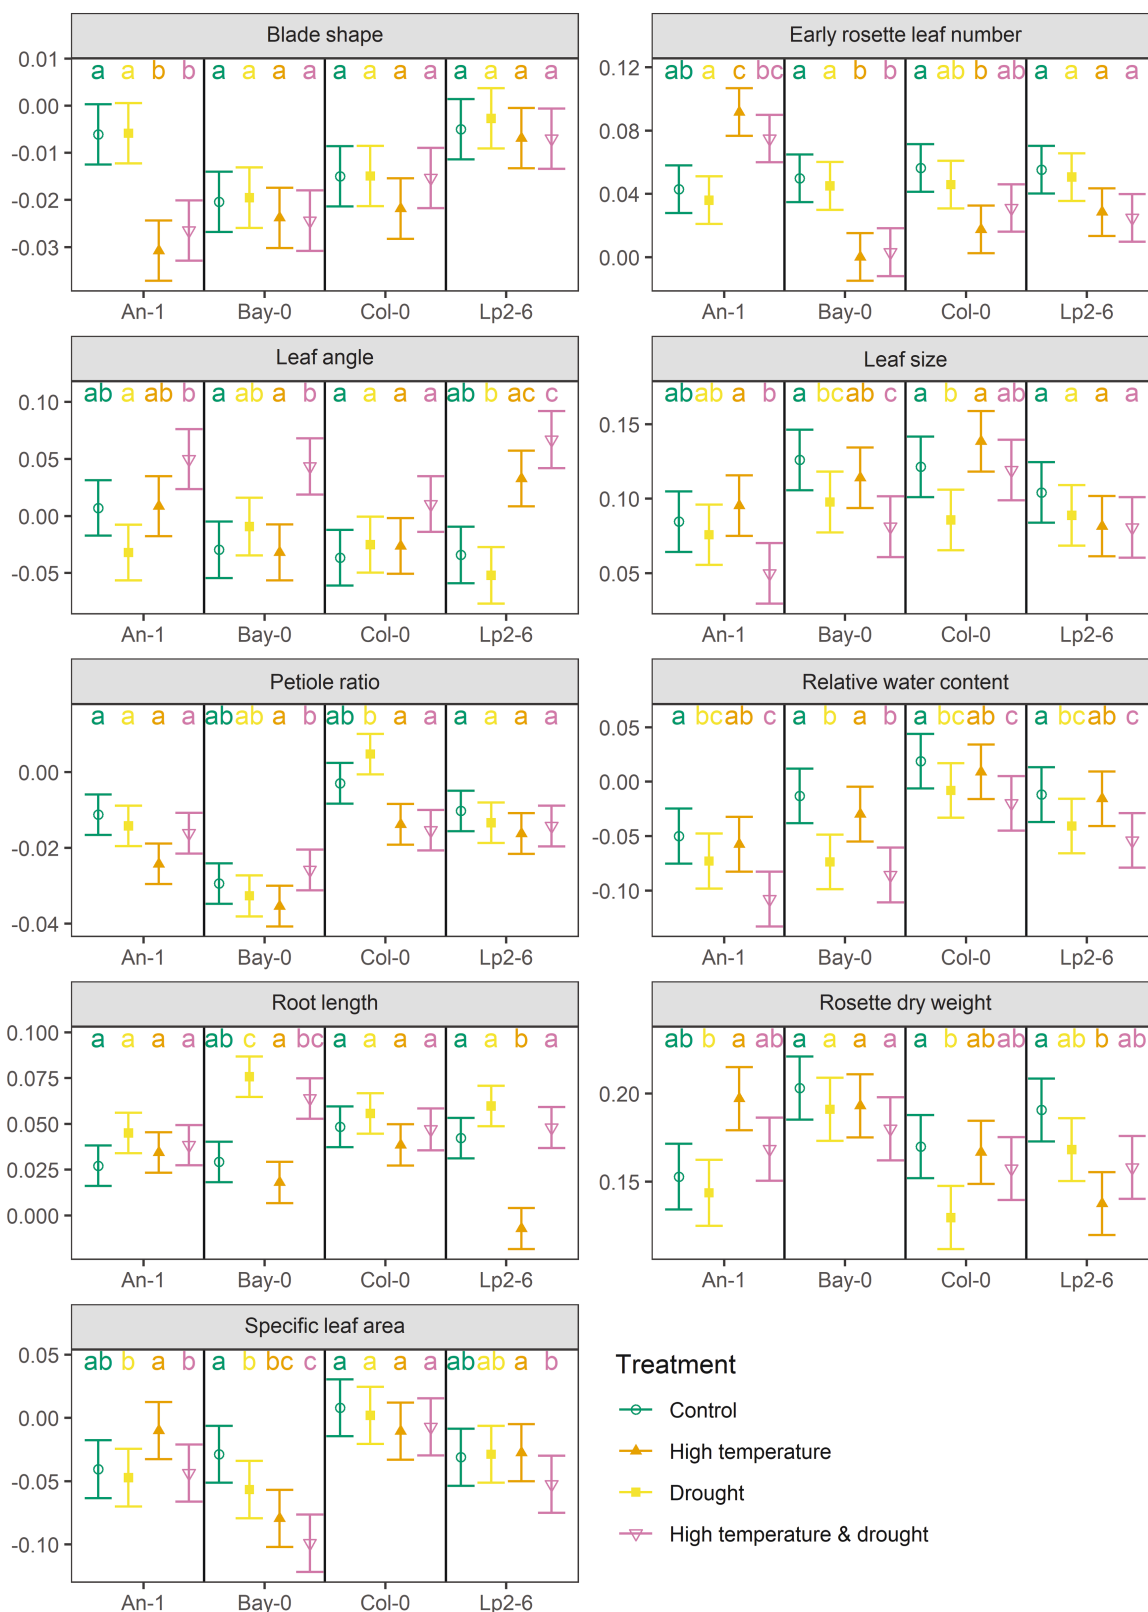 Blade shape
0.01
0.00
-0.01
-0.02
-0.03
a a b b a a a a a a a a a a a a
An-1 Bay-0 Col-0 Lp2-6
Early rosette leaf number
0.12
0.08
0.04
0.00
ab a c bc a a b b a ab b ab a a a a
An-1 Bay-0 Col-0 Lp2-6
Leaf angle
0.10
0.05
0.00
-0.05
ab a ab b a ab a b a a a a ab b ac c
An-1 Bay-0 Col-0 Lp2-6
Leaf size
0.15
0.10
0.05
ab ab a b a bc ab c a b a ab a a a a
An-1 Bay-0 Col-0 Lp2-6
Petiole ratio
0.00
-0.02
-0.04
a a a a ab ab a b ab b a a a a a a
An-1 Bay-0 Col-0 Lp2-6
Relative water content
0.05
0.00
-0.05
-0.10
a bc ab c a b a b a bc ab c a bc ab c
An-1 Bay-0 Col-0 Lp2-6
Root length
0.100
0.075
0.050
0.025
0.000
a a a a ab c a bc a a a a a a b a
An-1 Bay-0 Col-0 Lp2-6
Rosette dry weight
0.20
0.15
ab b a ab a a a a a b ab ab a ab b ab
An-1 Bay-0 Col-0 Lp2-6
Specific leaf area
0.05
0.00
-0.05
-0.10
ab b a b a b bc c a a a a ab ab a b
An-1 Bay-0 Col-0 Lp2-6
Treatment
Control
High temperature
Drought
High temperature & drought